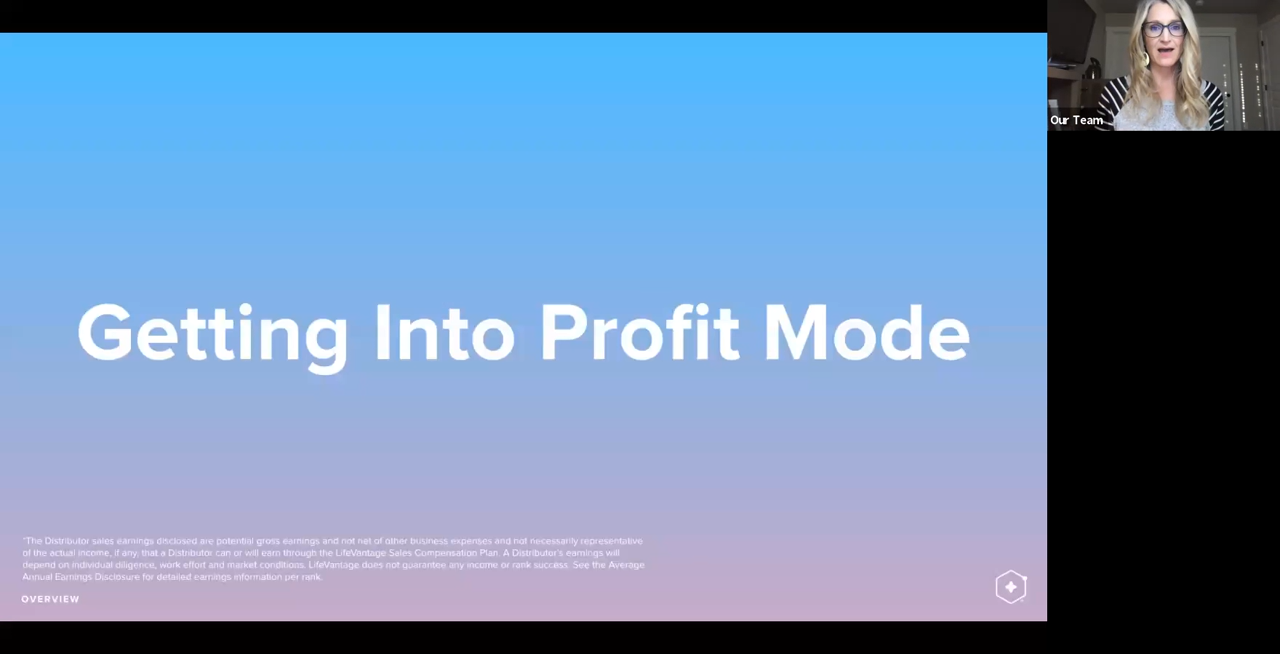 Our Team
Getting Into Profit Mode
*The Distributor sales earnings disclosed are potential gross earnings and not net of other business expenses and not necessarily representative
of the actual income, if any, that a Distributor can or will earn through the LifeVantage Sales Compensation Plan. A Distributor's earnings will
depend on individual diligence, work effort and market conditions. LifeVantage does not guarantee any income or rank success. See the Average
Annual Earnings Disclosure for detailed earnings information per rank.
OVERVIEW